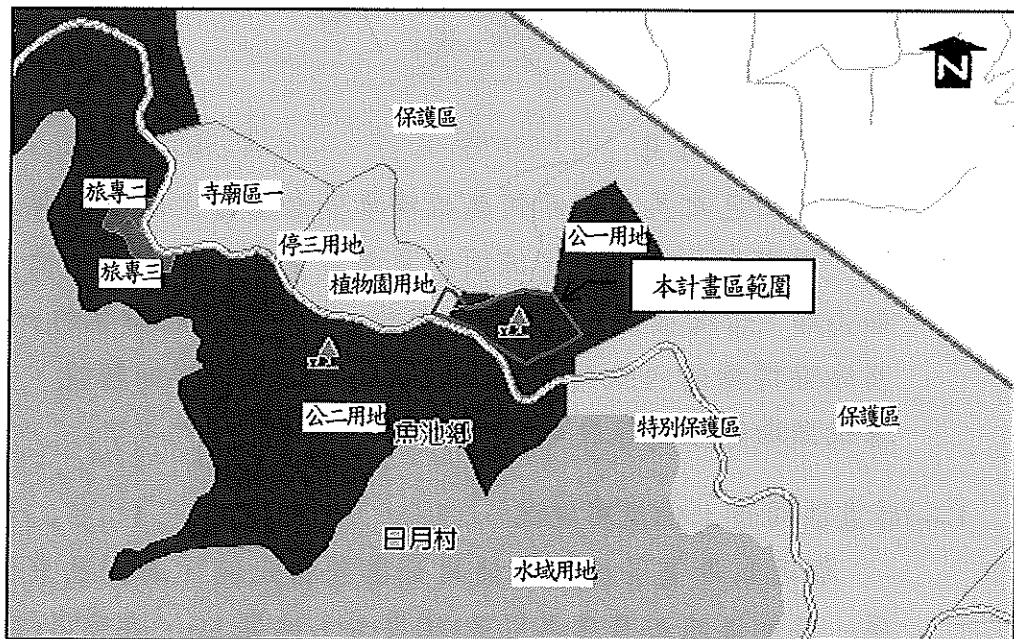 N
保護區
旅專二
寺廟區一
公一用地
停三用地
旅專三
植物園用地
本計畫區範圍
公二用地
魚池鄉
特別保護區
保護區
日月村
水域用地